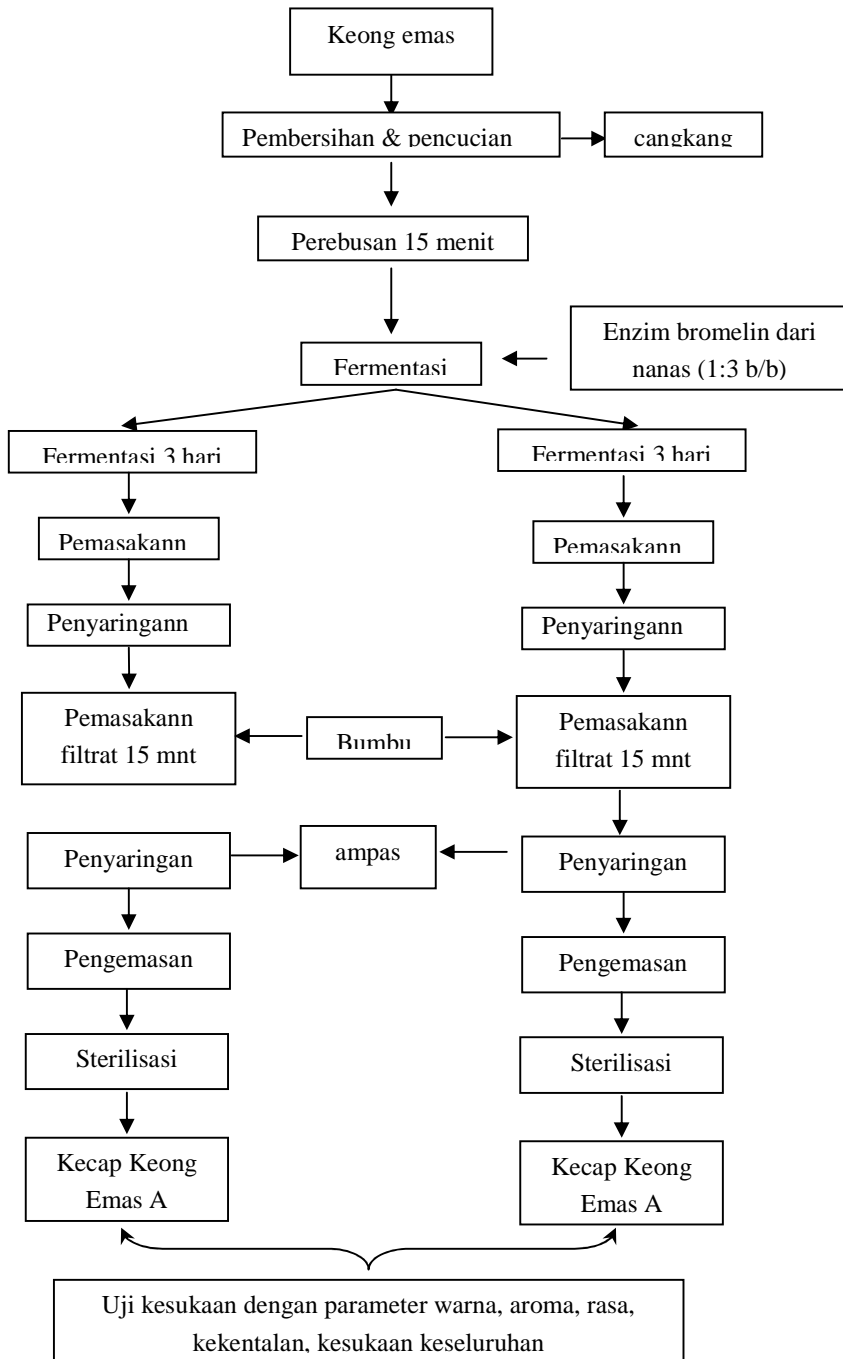 Keong emas
Pembersihan & pencucian
cangkang
Perebusan 15 menit
Enzim bromelin dari
nanas (1:3 b/b)
Fermentasi
Fermentasi 3 hari
Fermentasi 3 hari
Pemasakann
Pemasakann
Penyaringann
Penyaringann
Pemasakann
filtrat 15 mnt
Bumbu
Pemasakann
filtrat 15 mnt
Penyaringan
ampas
Penyaringan
Pengemasan
Pengemasan
Sterilisasi
Sterilisasi
Kecap Keong
Emas A
Kecap Keong
Emas A
Uji kesukaan dengan parameter warna, aroma, rasa,
kekentalan, kesukaan keseluruhan